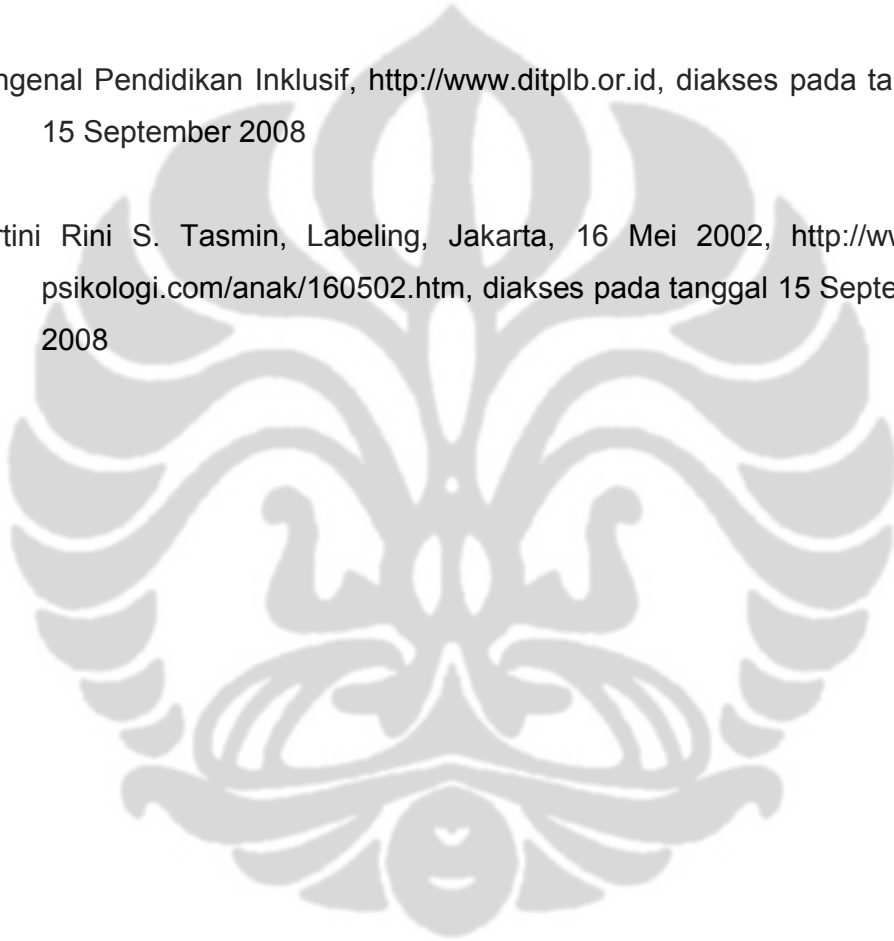 ngenal Pendidikan Inklusif, http://www.ditplb.or.id, diakses pada ta
15 September 2008
rtini Rini S. Tasmin, Labeling, Jakarta, 16 Mei 2002, http://ww
psikologi.com/anak/160502.htm, diakses pada tanggal 15 Septe
2008